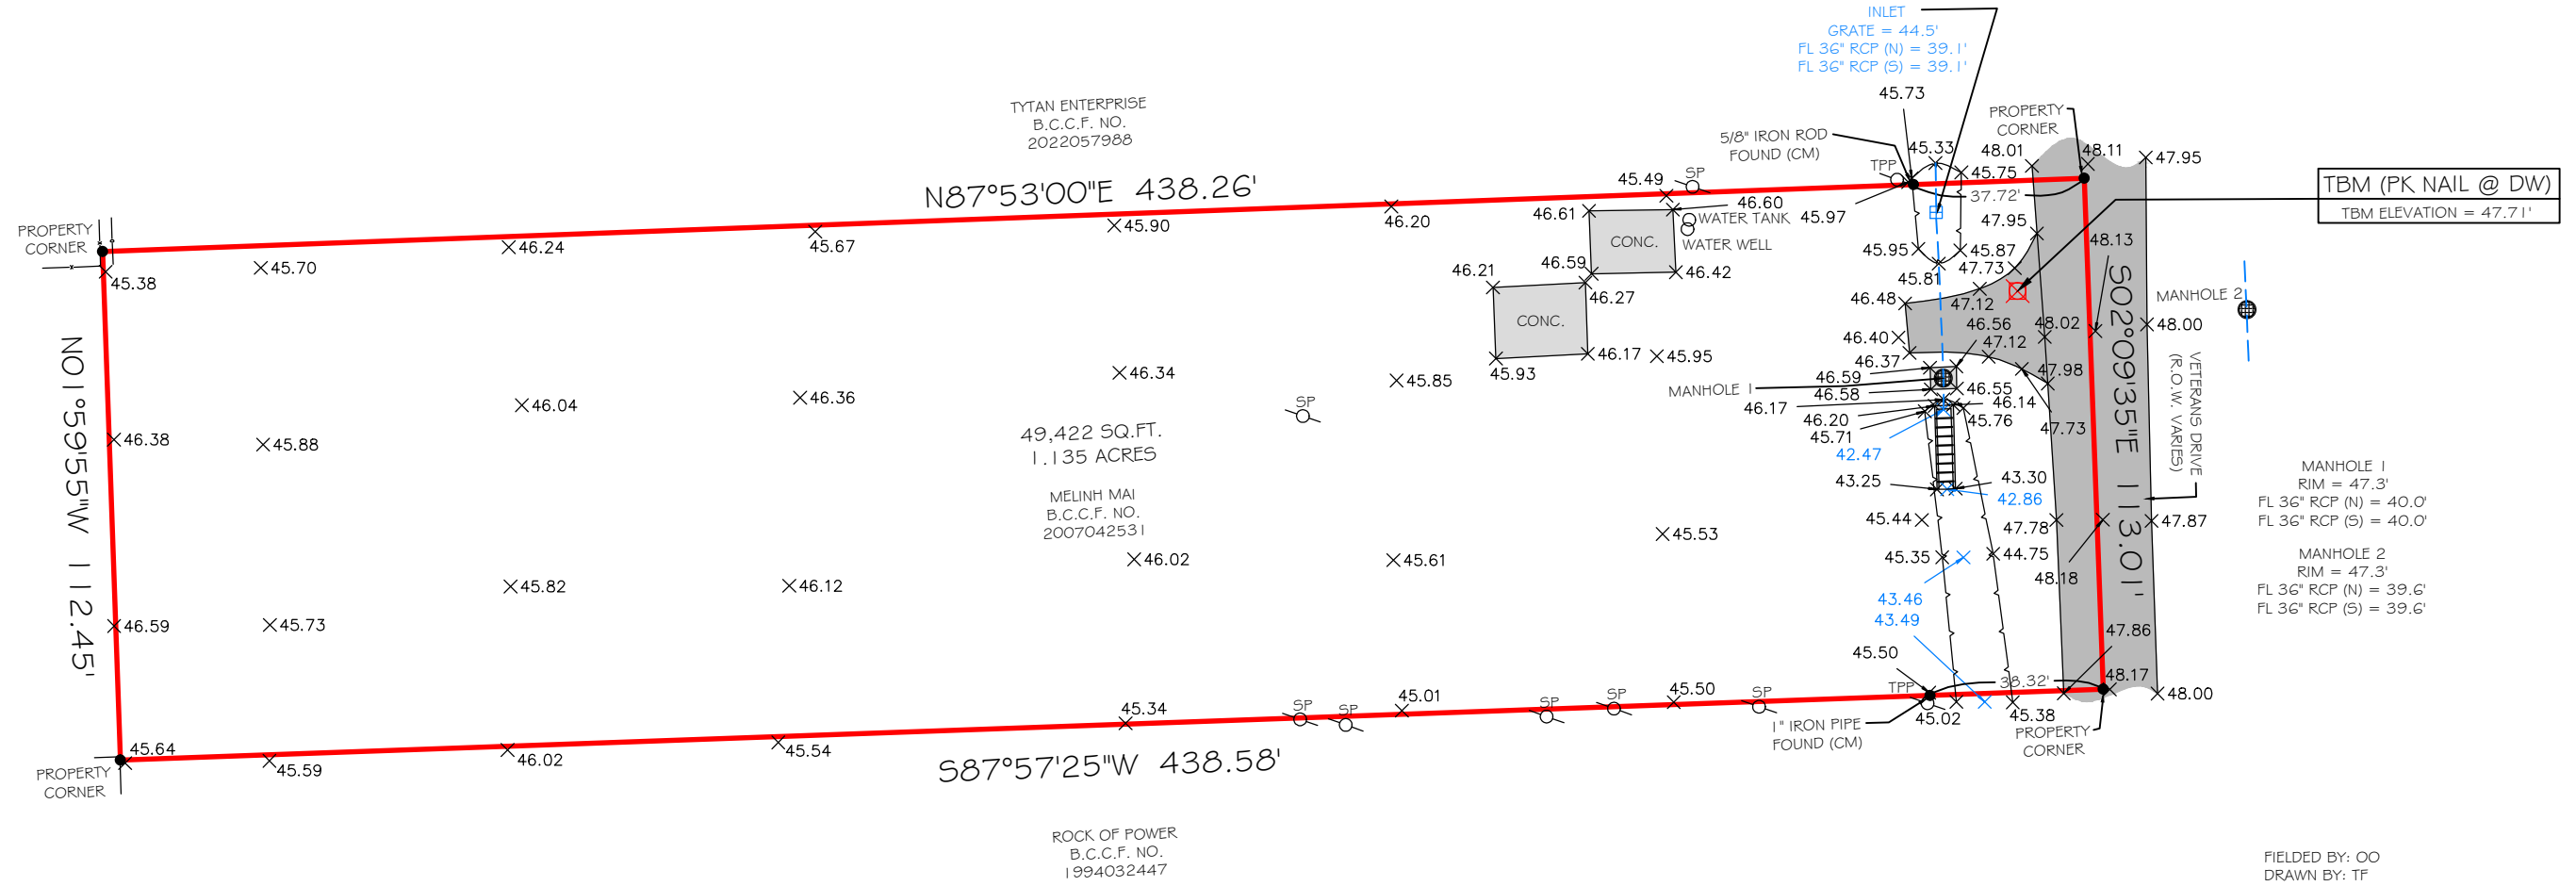 INLET
GRATE = 44.5'
FL 36" RCP (N) = 39.1'
FL 36" RCP (S) = 39.1'
45.73
TYTAN ENTERPRISE
B.C.C.F. NO.
2022057988
5/8" IRON ROD
FOUND (CM)
PROPERTY
CORNER
TPP
45.33
48.01
48.11
47.95
45.75
37.72'
TBM (PK NAIL @ DW)
TBM ELEVATION = 47.71'
N87°53'00"E 438.26'
45.49
SP
46.61
46.60
WATER TANK
WATER WELL
45.97
47.95
PROPERTY
CORNER
45.38
45.70
46.24
45.67
45.90
46.20
CONC.
46.59
46.42
45.95
45.87
45.81
47.73
48.13
46.21
46.27
CONC.
46.48
47.12
46.56
48.02
46.40
47.12
MANHOLE 2
48.00
S02°09'35"E 113.01'
VETERANS DRIVE
(R.O.W. VARIES)
45.93
46.17
45.95
46.37
46.59
46.58
46.55
47.98
MANHOLE 1
46.17
46.14
46.20
45.76
45.71
47.73
42.47
N01°59'55"W 112.45'
46.34
45.85
46.04
46.36
SP
46.38
45.88
49,422 SQ.FT.
1.135 ACRES
MELINH MAI
B.C.C.F. NO.
2007042531
43.25
43.30
42.86
45.44
47.78
47.87
45.53
45.35
44.75
46.02
45.61
45.82
46.12
48.18
43.46
43.49
MANHOLE 1
RIM = 47.3'
FL 36" RCP (N) = 40.0'
FL 36" RCP (S) = 40.0'
MANHOLE 2
RIM = 47.3'
FL 36" RCP (N) = 39.6'
FL 36" RCP (S) = 39.6'
46.59
45.73
47.86
45.50
48.17
48.00
TPP
38.32'
45.02
45.38
1" IRON PIPE
FOUND (CM)
PROPERTY
CORNER
45.64
PROPERTY
CORNER
45.59
46.02
45.54
45.34
SP
SP
45.01
SP
SP
45.50
SP
S87°57'25"W 438.58'
ROCK OF POWER
B.C.C.F. NO.
1994032447
FIELDED BY: OO
DRAWN BY: TF